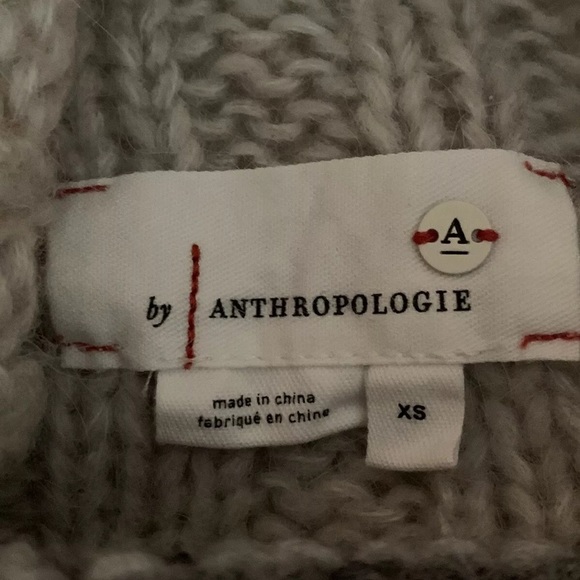 A
by ANTHROPOLOGIE
made in china
fabriqué en chine
XS